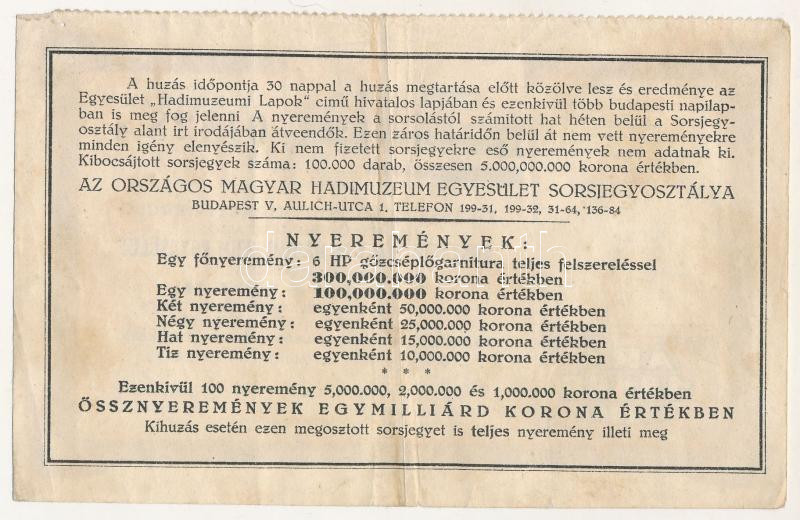 A huzás időpontja 30 nappal a huzás megtartása előtt közölve lesz és eredménye az
Egyesület „Hadimuzeumi Lapok" című hivatalos lapjában és ezenkivül több budapesti napilap-
ban is meg fog jelenni A nyeremények a sorsolástól számított hat héten belül a Sorsjegy-
osztály alant irt irodájában átveendők. Ezen záros határidőn belül át nem vett nyereményekre
minden igény elenyészik. Ki nem fizetett sorsjegyekre eső nyeremények nem adatnak ki.
Kibocsájtott sorsjegyek száma: 100.000 darab, összesen 5.000,000.000 korona értékben.
AZ ORSZÁGOS MAGYAR HADIMUZEUM EGYESÜLET SORSJEGYOSZTÁLYA
BUDAPEST V, AULICH-UTCA 1. TELEFON 199-31, 199-32, 31-64, 136-84
NYEREMÉNYEK:
Egy főnyeremény: 6 HP gőzcséplőgarnitura teljes felszereléssel
300,000.000 korona értékben
Egy nyeremény: 100,000.000 korona értékben
Két nyeremény: egyenként 50,000.000 korona értékben
Négy nyeremény: egyenként 25,000.000 korona értékben
Hat nyeremény: egyenként 15,000.000 korona értékben
Tiz nyeremény: egyenként 10,000.000 korona értékben
* * *
Ezenkivül 100 nyeremény 5,000.000, 2,000.000 és 1,000.000 korona értékben
ÖSSZNYEREMÉNYEK EGYMILLIÁRD KORONA ÉRTÉKBEN
Kihuzás esetén ezen megosztott sorsjegyet is teljes nyeremény illeti meg